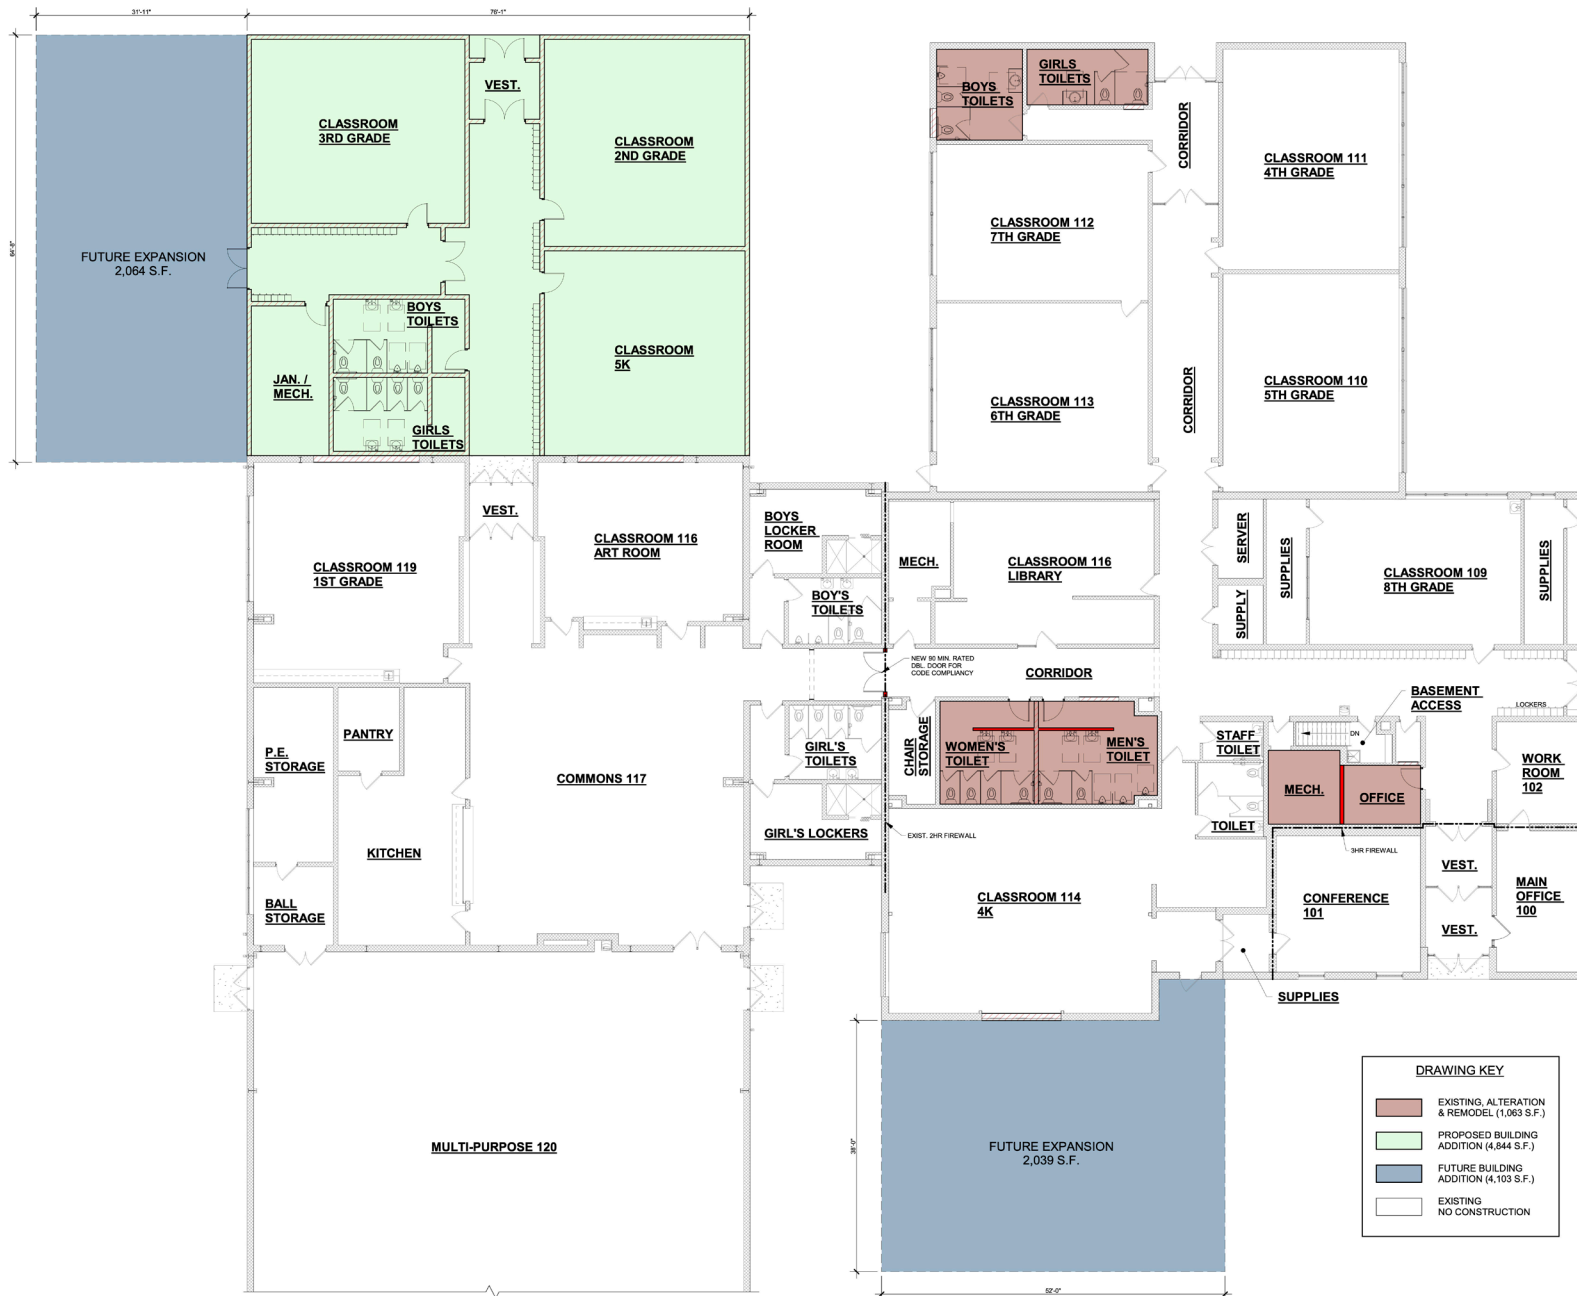 31'-11"
76'-1"
64'-8"
FUTURE EXPANSION
2,064 S.F.
CLASSROOM
3RD GRADE
VEST.
CLASSROOM
2ND GRADE
CLASSROOM
5K
BOYS
TOILETS
JAN. /
MECH.
GIRLS
TOILETS
BOYS
TOILETS
GIRLS
TOILETS
CORRIDOR
CLASSROOM 111
4TH GRADE
CLASSROOM 112
7TH GRADE
CORRIDOR
CLASSROOM 113
6TH GRADE
CLASSROOM 110
5TH GRADE
VEST.
CLASSROOM 119
1ST GRADE
CLASSROOM 116
ART ROOM
BOYS
LOCKER
ROOM
BOY'S
TOILETS
MECH.
CLASSROOM 116
LIBRARY
SERVER
SUPPLY
SUPPLIES
CLASSROOM 109
8TH GRADE
SUPPLIES
NEW 90 MIN. RATED
DBL. DOOR FOR
CODE COMPLIANCY
CORRIDOR
BASEMENT
ACCESS
LOCKERS
PANTRY
P.E.
STORAGE
COMMONS 117
GIRL'S
TOILETS
CHAIR
STORAGE
WOMEN'S
TOILET
MEN'S
TOILET
STAFF
TOILET
DN
MECH.
OFFICE
WORK
ROOM
102
TOILET
GIRL'S LOCKERS
EXIST. 2HR FIREWALL
3HR FIREWALL
KITCHEN
BALL
STORAGE
CLASSROOM 114
4K
CONFERENCE
101
VEST.
VEST.
MAIN
OFFICE
100
SUPPLIES
MULTI-PURPOSE 120
38'-0"
FUTURE EXPANSION
2,039 S.F.
52'-0"
DRAWING KEY
EXISTING, ALTERATION
& REMODEL (1,063 S.F.)
PROPOSED BUILDING
ADDITION (4,844 S.F.)
FUTURE BUILDING
ADDITION (4,103 S.F.)
EXISTING
NO CONSTRUCTION